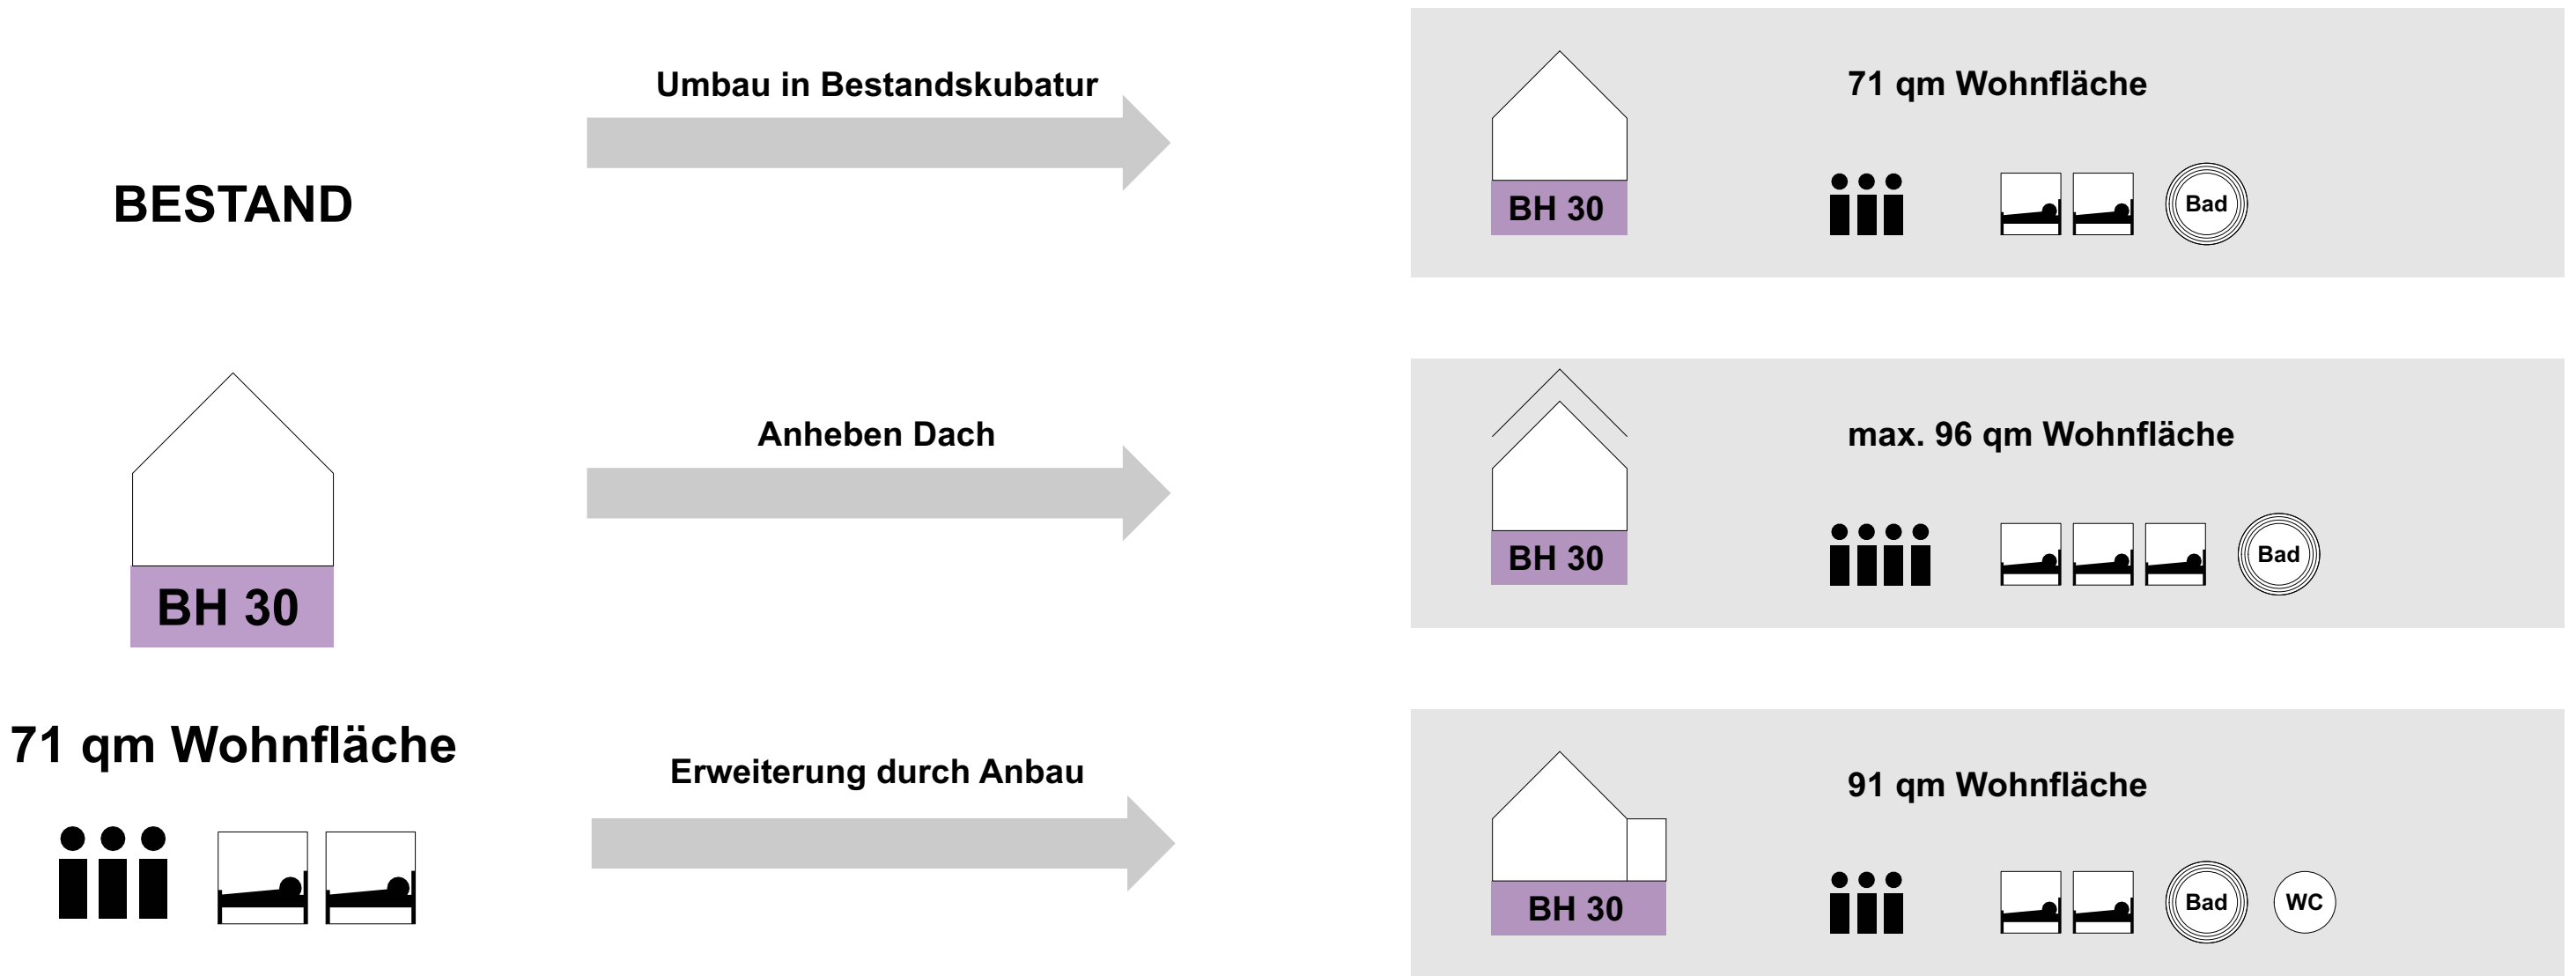 BESTAND
BH 30
71 qm Wohnfläche
Umbau in Bestandskubatur
71 qm Wohnfläche
BH 30
Bad
Anheben Dach
max. 96 qm Wohnfläche
BH 30
Bad
Erweiterung durch Anbau
91 qm Wohnfläche
BH 30
Bad
WC